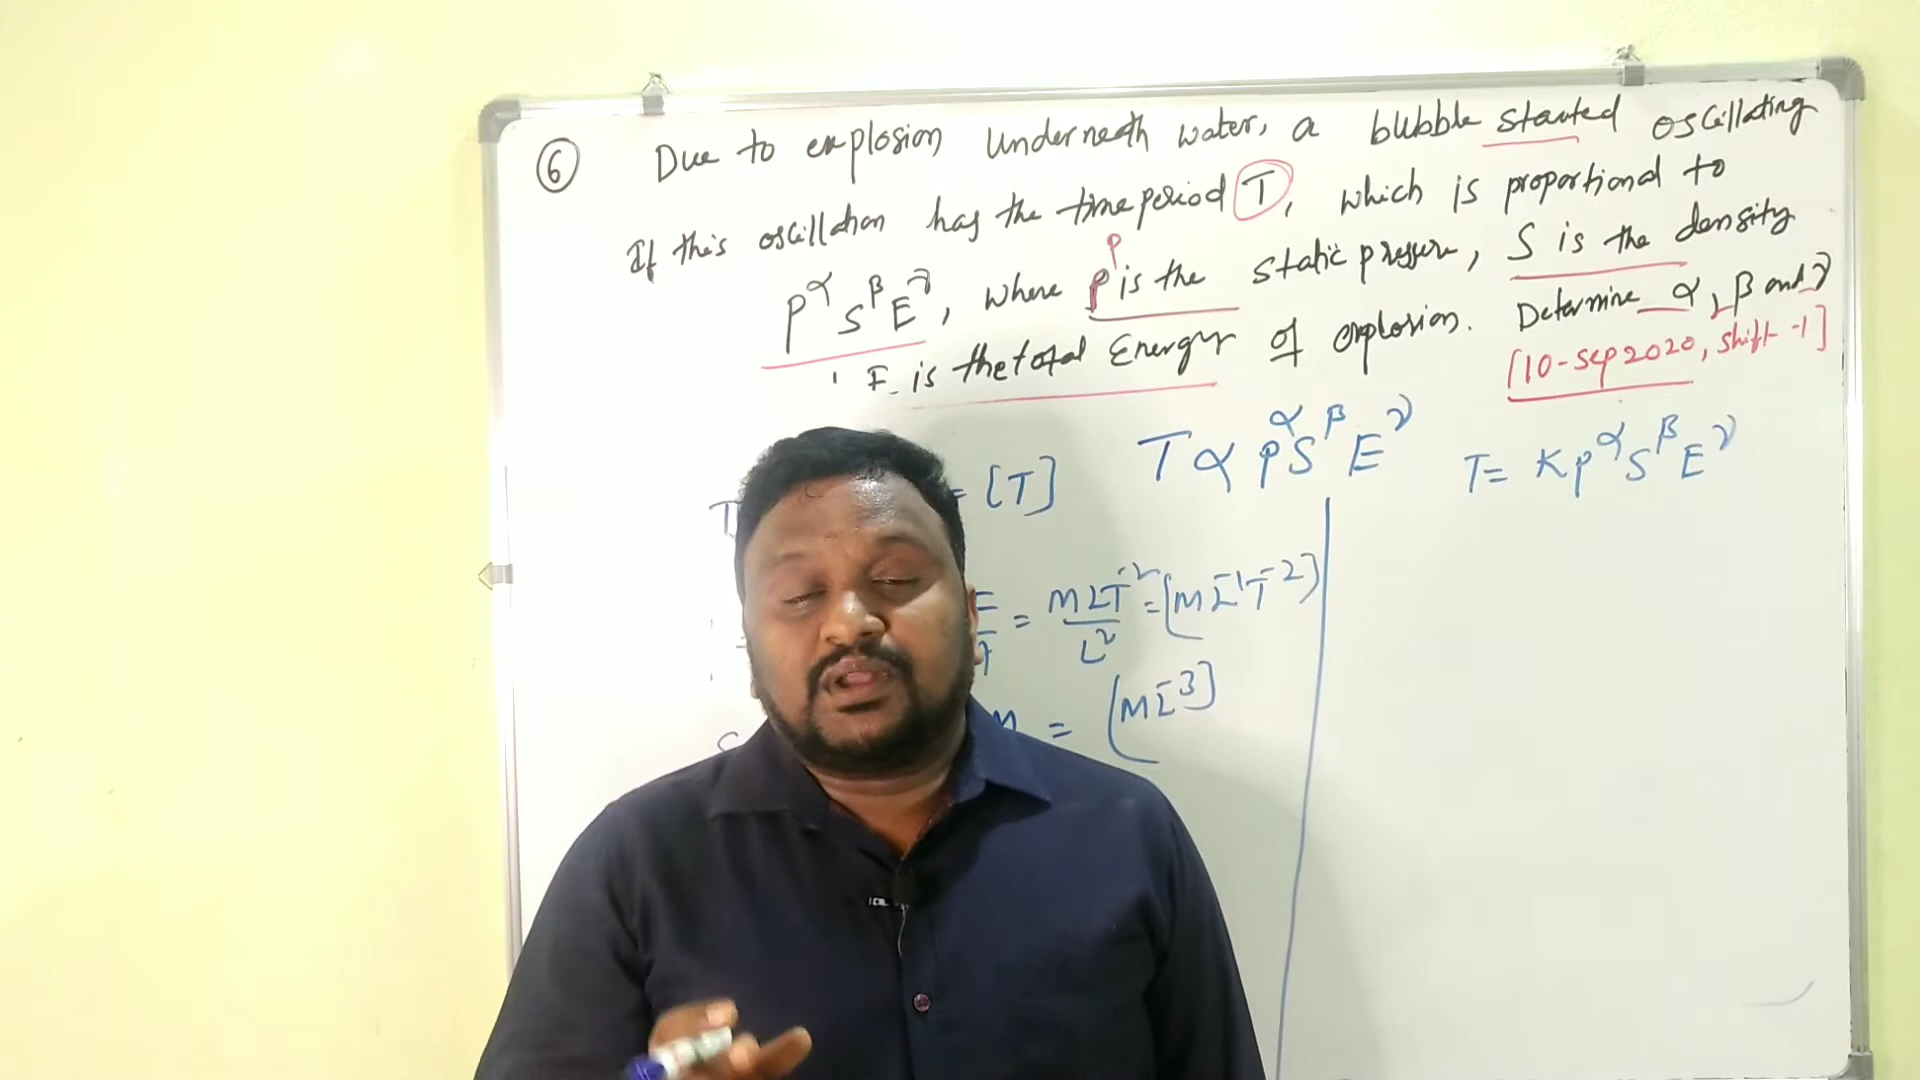 ⑥ Due to explosion Underneath water, a bubble started oscillating
If this oscillation has the time period T, which is proportional to
P^α S^β E^γ, where P is the static pressure, S is the density
P
E is the total Energy of explosion. Determine α, β and γ
[10-Sep 2020, shift-1]
= [T] T ∝ P^α S^β E^γ T = K P^α S^β E^γ
= MLT^-2 / L^2 = [ML^-1T^-2]
= [ML^-3]